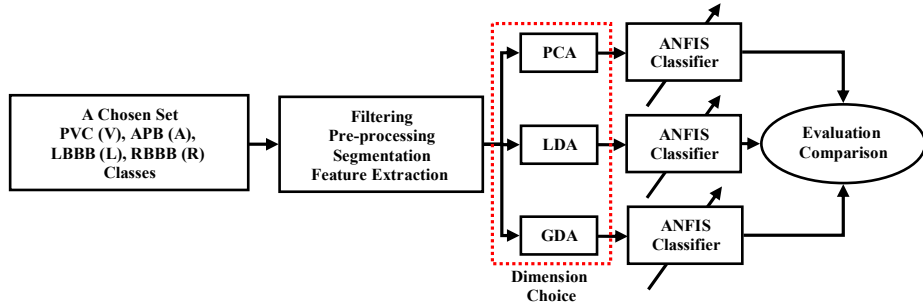 A Chosen Set
PVC (V), APB (A),
LBBB (L), RBBB (R)
Classes
Filtering
Pre-processing
Segmentation
Feature Extraction
PCA
LDA
GDA
Dimension
Choice
ANFIS
Classifier
ANFIS
Classifier
ANFIS
Classifier
Evaluation
Comparison